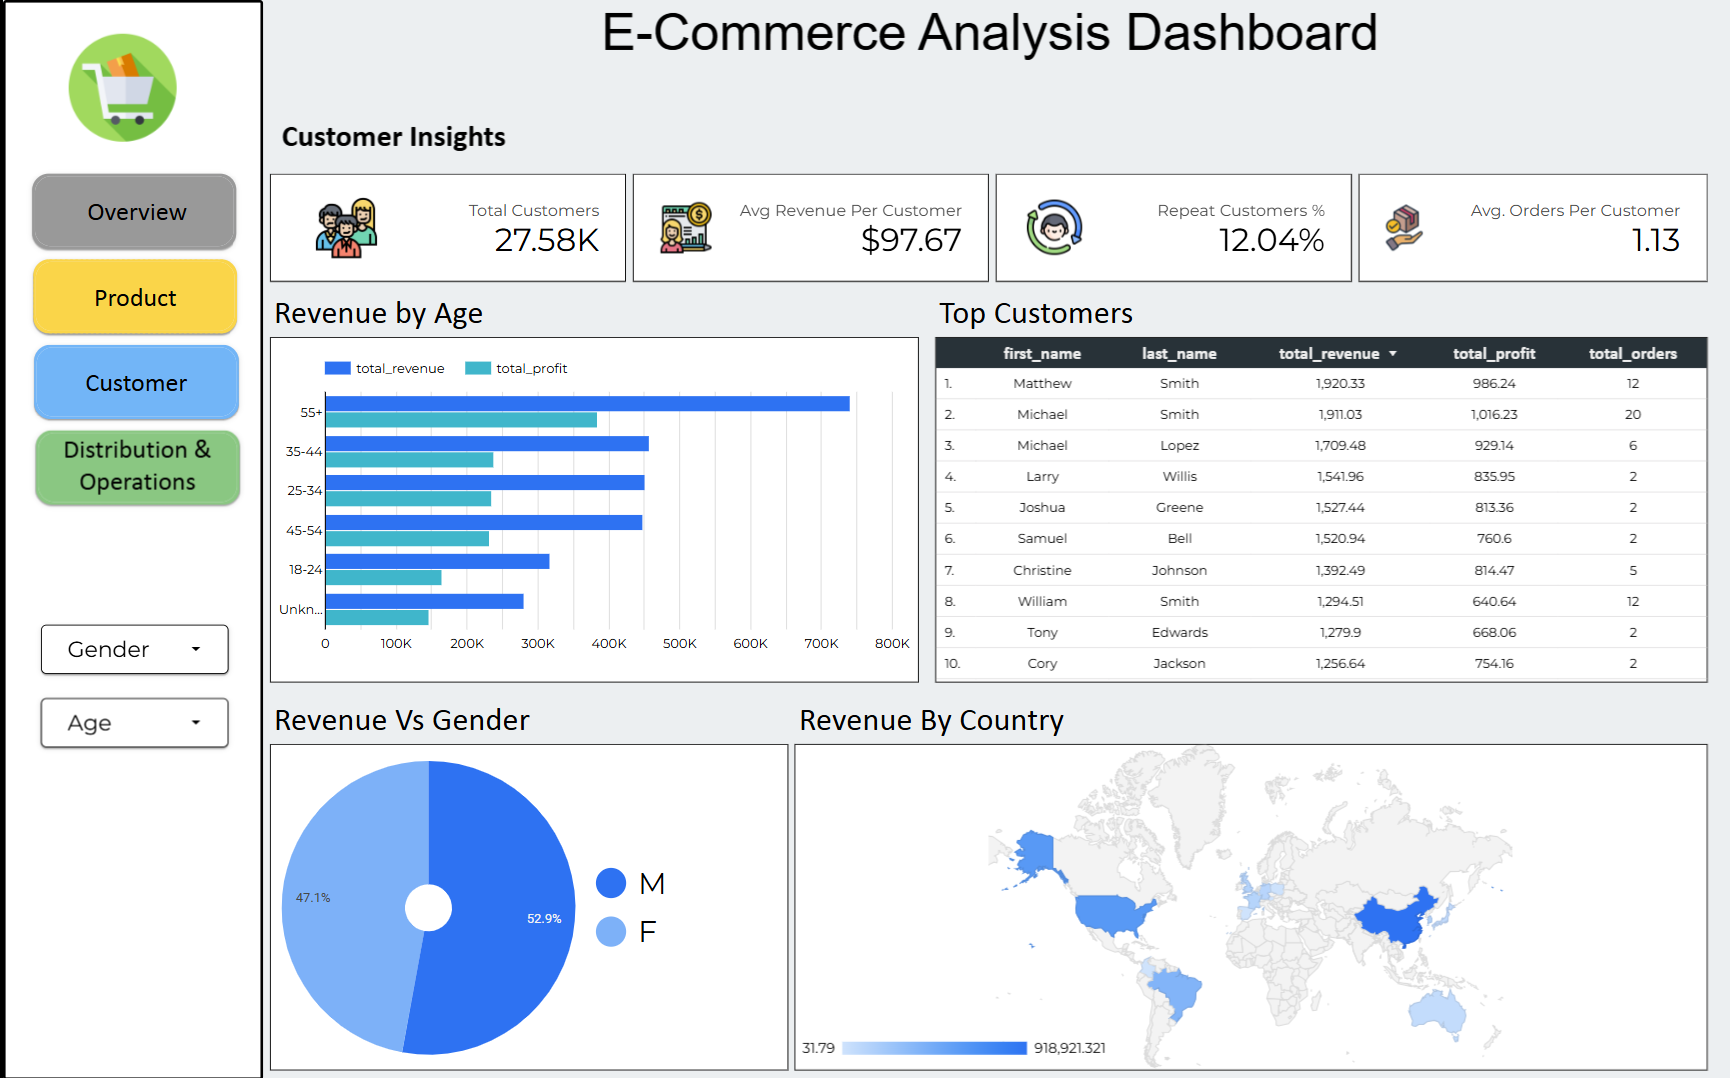 E-Commerce Analysis Dashboard
Overview
Product
Customer
Distribution &
Operations
Gender
Age
Customer Insights
Total Customers
27.58K
Avg Revenue Per Customer
$97.67
Repeat Customers %
12.04%
Avg. Orders Per Customer
1.13
Revenue by Age
total_revenue total_profit
55+
35-44
25-34
45-54
18-24
Unkn...
0 100K 200K 300K 400K 500K 600K 700K 800K
Top Customers
first_name last_name total_revenue total_profit total_orders
1. Matthew Smith 1,920.33 986.24 12
2. Michael Smith 1,911.03 1,016.23 20
3. Michael Lopez 1,709.48 929.14 6
4. Larry Willis 1,541.96 835.95 2
5. Joshua Greene 1,527.44 813.36 2
6. Samuel Bell 1,520.94 760.6 2
7. Christine Johnson 1,392.49 814.47 5
8. William Smith 1,294.51 640.64 12
9. Tony Edwards 1,279.9 668.06 2
10. Cory Jackson 1,256.64 754.16 2
Revenue Vs Gender
47.1%
52.9%
M
F
Revenue By Country
31.79 918,921.321